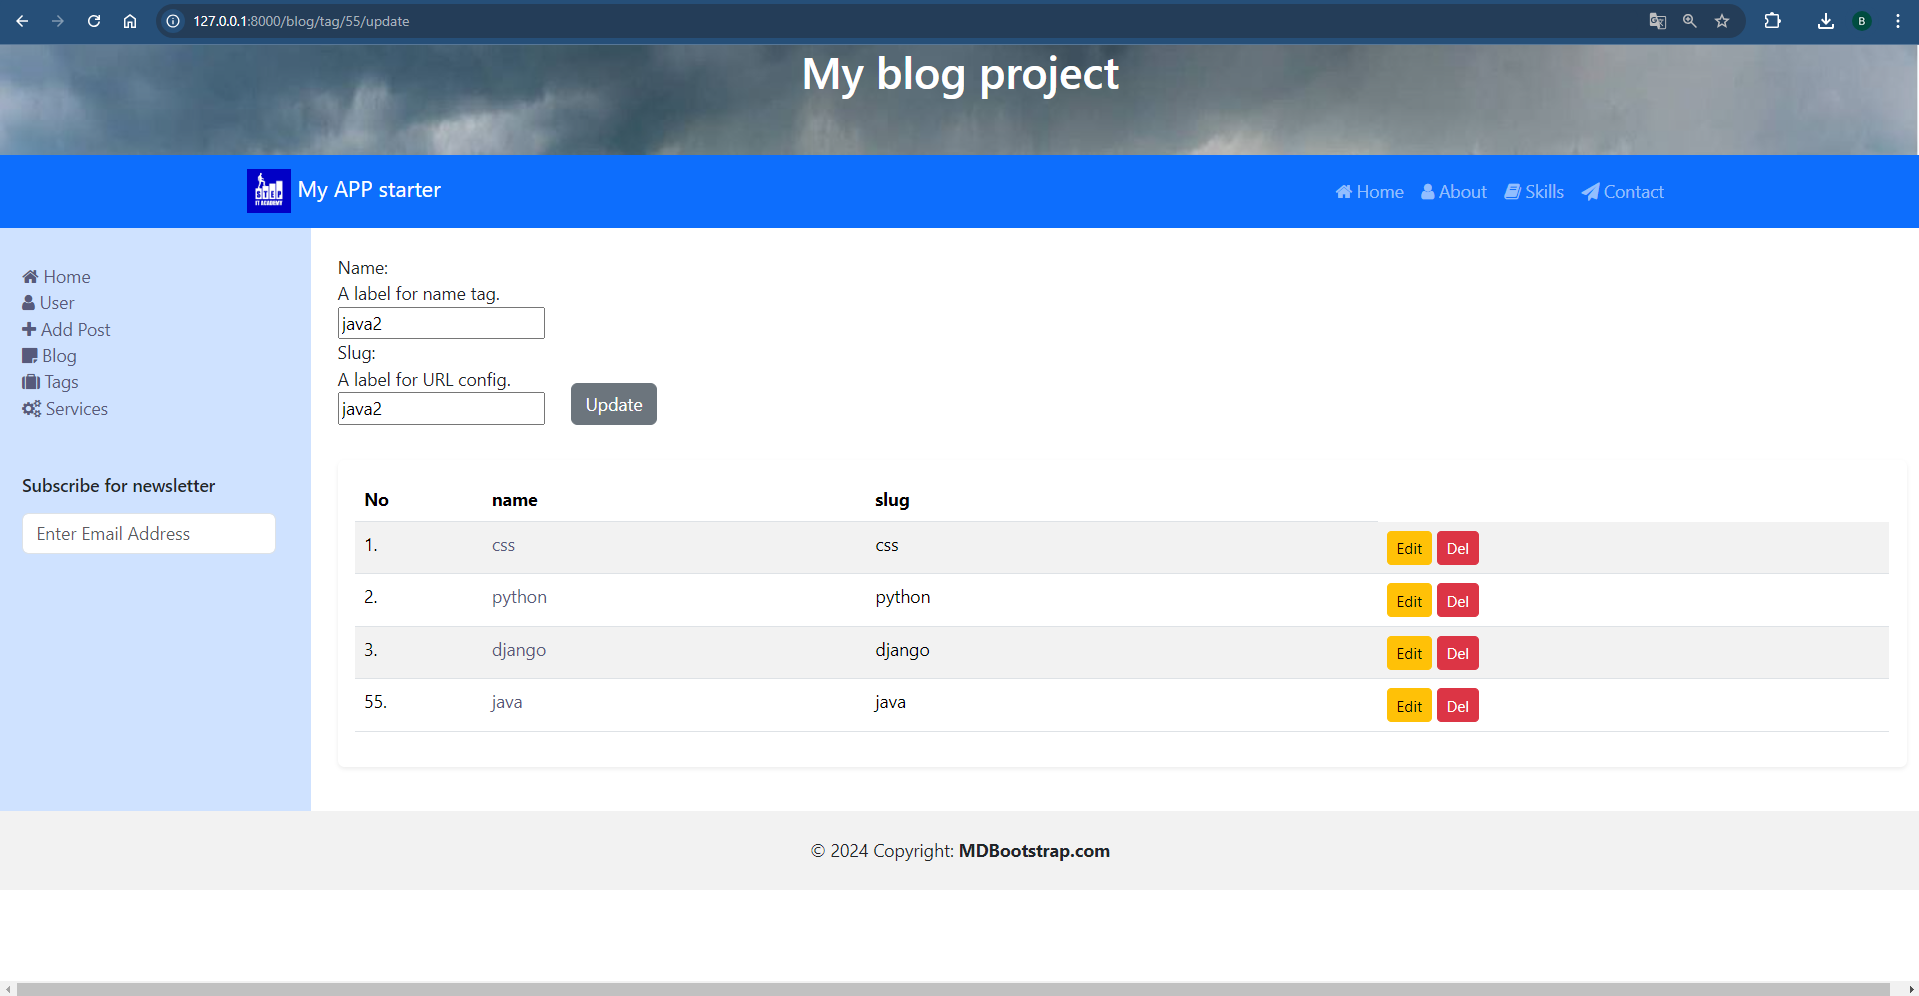 127.0.0.1:8000/blog/tag/55/update
B
My blog project
STEP
IT ACADEMY
My APP starter
Home
About
Skills
Contact
Home
User
Add Post
Blog
Tags
Services
Subscribe for newsletter
Enter Email Address
Name:
A label for name tag.
java2
Slug:
A label for URL config.
java2
Update
No name slug
1. css css Edit Del
2. python python Edit Del
3. django django Edit Del
55. java java Edit Del
© 2024 Copyright: MDBootstrap.com